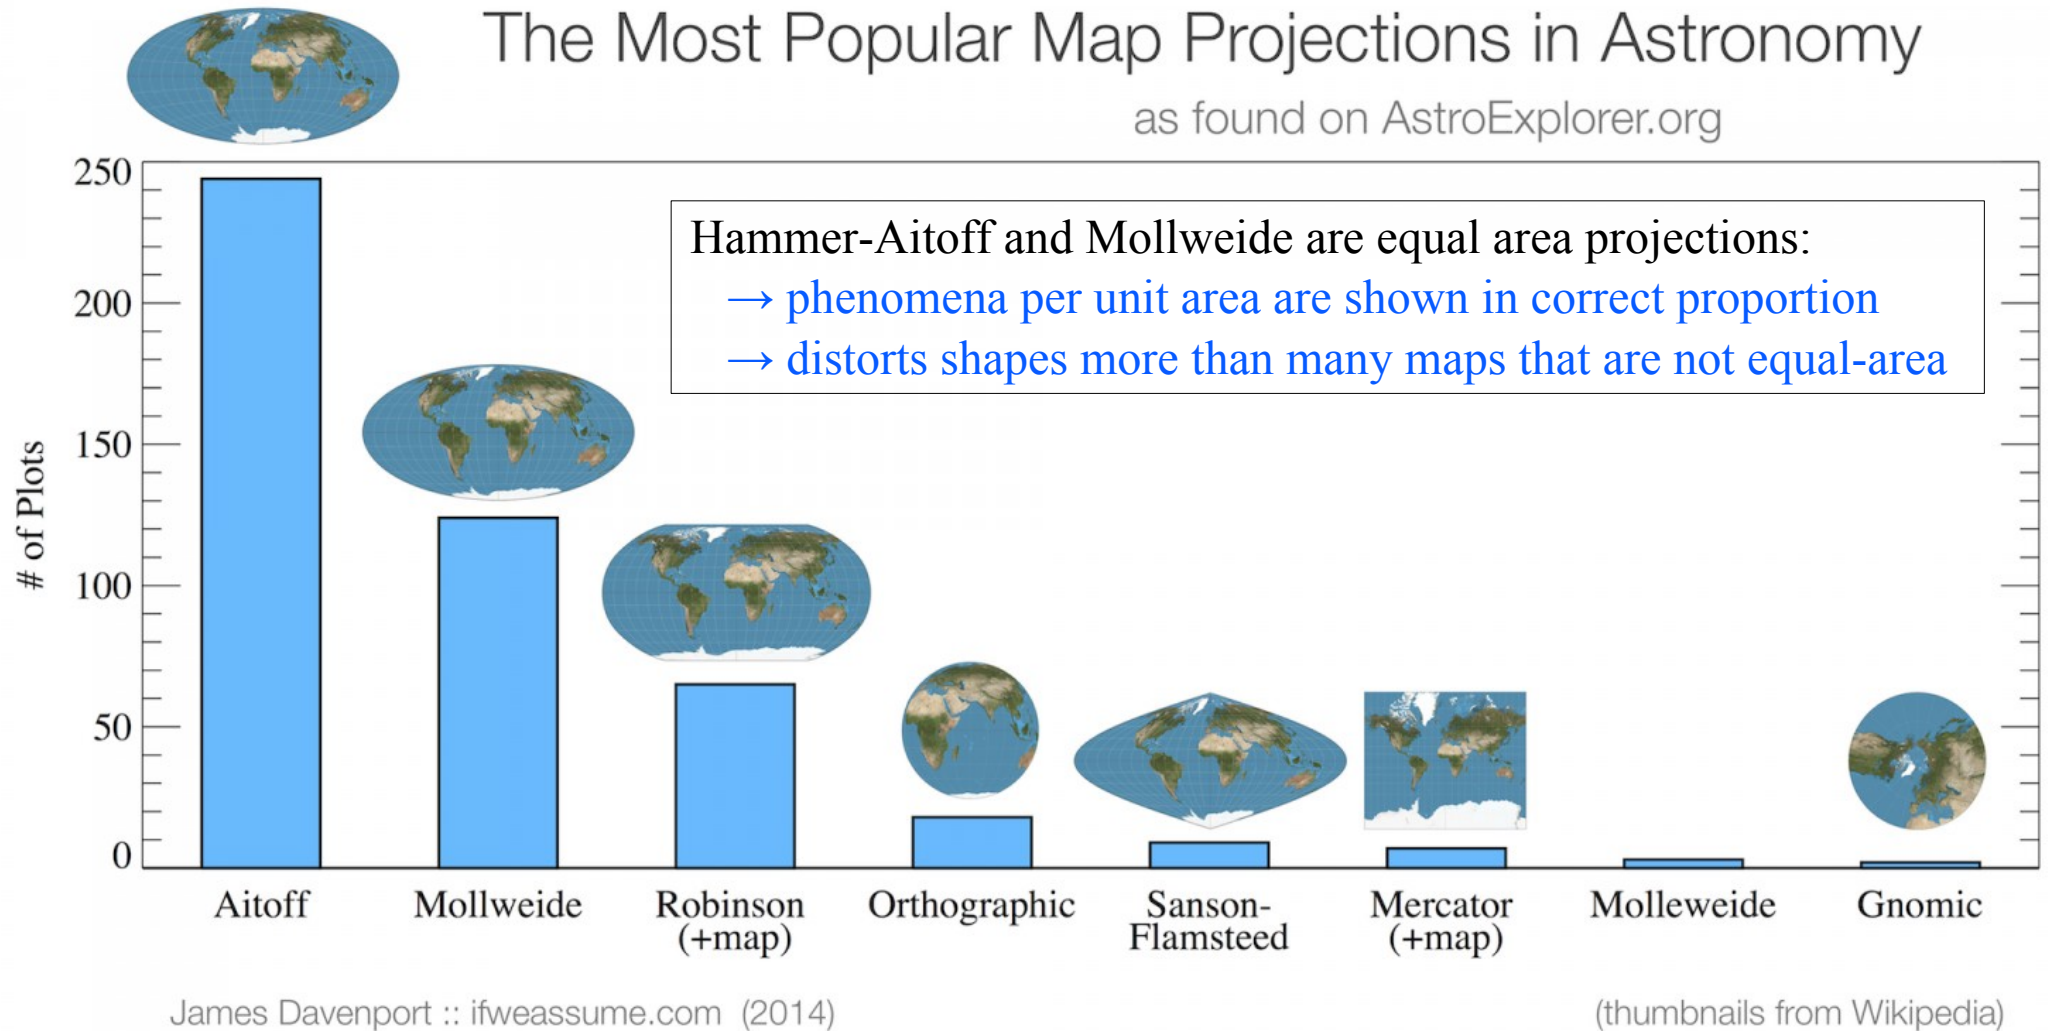 The Most Popular Map Projections in Astronomy
as found on AstroExplorer.org
Hammer-Aitoff and Mollweide are equal area projections:
→ phenomena per unit area are shown in correct proportion
→ distorts shapes more than many maps that are not equal-area
# of Plots
250
200
150
100
50
0
Aitoff
Mollweide
Robinson
(+map)
Orthographic
Sanson-
Flamsteed
Mercator
(+map)
Molleweide
Gnomic
James Davenport :: ifweassume.com (2014)
(thumbnails from Wikipedia)